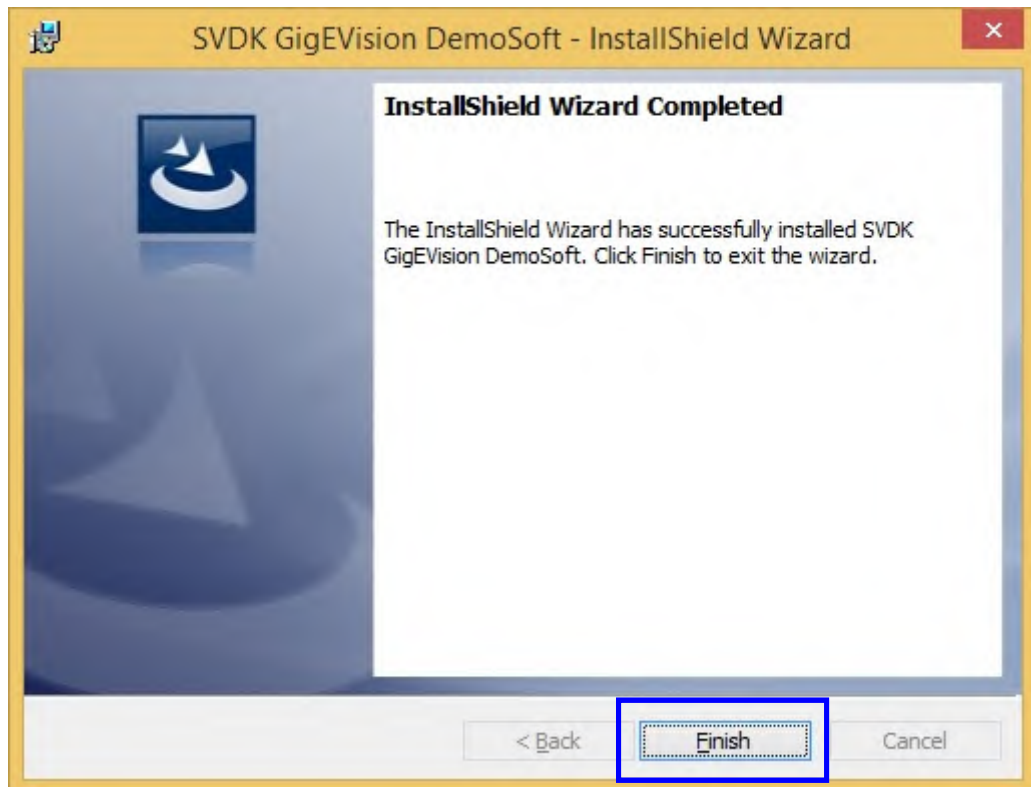 SVDK GigEVision DemoSoft - InstallShield Wizard
InstallShield Wizard Completed
The InstallShield Wizard has successfully installed SVDK
GigEVision DemoSoft. Click Finish to exit the wizard.
< Back
Finish
Cancel